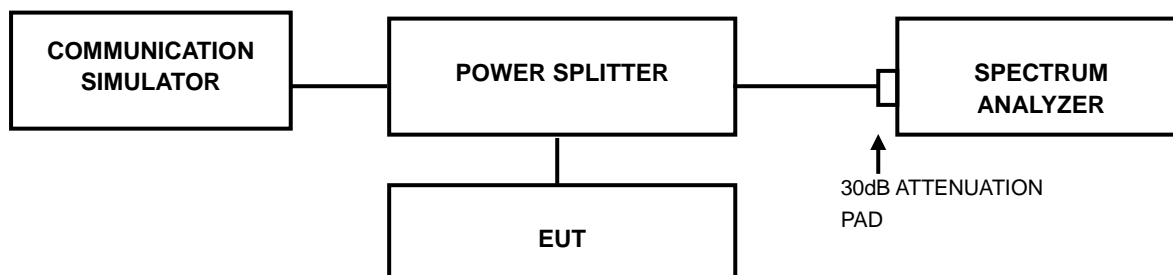 COMMUNICATION
SIMULATOR
POWER SPLITTER
SPECTRUM
ANALYZER
30dB ATTENUATION
PAD
EUT